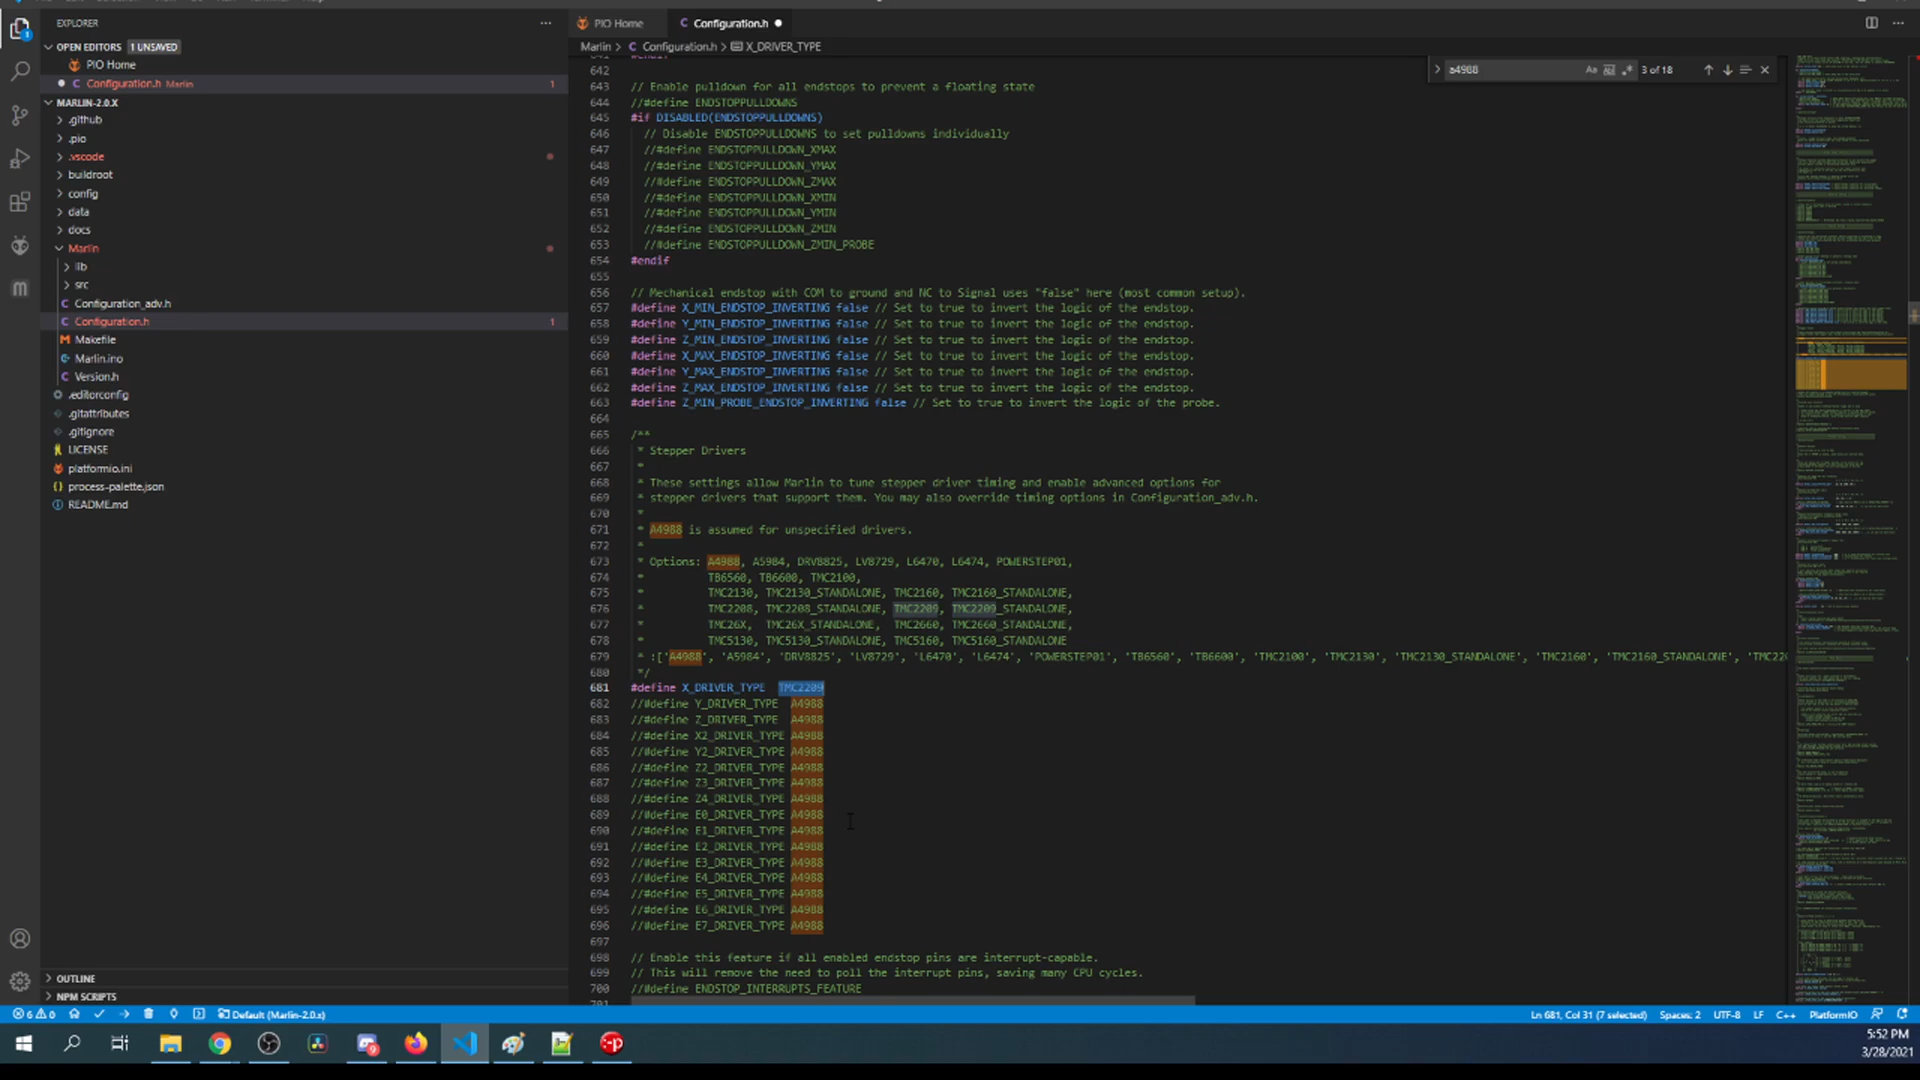 EXPLORER
OPEN EDITORS 1 UNSAVED
PIO Home
Configuration.h Marlin 1
MARLIN-2.0.X
.github
.pio
.vscode
buildroot
config
data
docs
Marlin
lib
src
Configuration_adv.h
Configuration.h 1
Makefile
Marlin.ino
Version.h
.editorconfig
.gitattributes
.gitignore
LICENSE
platformio.ini
process-palette.json
README.md
OUTLINE
NPM SCRIPTS
PIO Home
Configuration.h
Marlin > Configuration.h > X_DRIVER_TYPE
a4988 Aa 3 of 18
642
643 // Enable pulldown for all endstops to prevent a floating state
644 //#define ENDSTOPPULLDOWNS
645 #if DISABLED(ENDSTOPPULLDOWNS)
646 // Disable ENDSTOPPULLDOWNS to set pulldowns individually
647 //#define ENDSTOPPULLDOWN_XMAX
648 //#define ENDSTOPPULLDOWN_YMAX
649 //#define ENDSTOPPULLDOWN_ZMAX
650 //#define ENDSTOPPULLDOWN_XMIN
651 //#define ENDSTOPPULLDOWN_YMIN
652 //#define ENDSTOPPULLDOWN_ZMIN
653 //#define ENDSTOPPULLDOWN_ZMIN_PROBE
654 #endif
655
656 // Mechanical endstop with COM to ground and NC to Signal uses "false" here (most common setup).
657 #define X_MIN_ENDSTOP_INVERTING false // Set to true to invert the logic of the endstop.
658 #define Y_MIN_ENDSTOP_INVERTING false // Set to true to invert the logic of the endstop.
659 #define Z_MIN_ENDSTOP_INVERTING false // Set to true to invert the logic of the endstop.
660 #define X_MAX_ENDSTOP_INVERTING false // Set to true to invert the logic of the endstop.
661 #define Y_MAX_ENDSTOP_INVERTING false // Set to true to invert the logic of the endstop.
662 #define Z_MAX_ENDSTOP_INVERTING false // Set to true to invert the logic of the endstop.
663 #define Z_MIN_PROBE_ENDSTOP_INVERTING false // Set to true to invert the logic of the probe.
664
665 /**
666 * Stepper Drivers
667 *
668 * These settings allow Marlin to tune stepper driver timing and enable advanced options for
669 * stepper drivers that support them. You may also override timing options in Configuration_adv.h.
670 *
671 * A4988 is assumed for unspecified drivers.
672 *
673 * Options: A4988, A5984, DRV8825, LV8729, L6470, L6474, POWERSTEP01,
674 * TB6560, TB6600, TMC2100,
675 * TMC2130, TMC2130_STANDALONE, TMC2160, TMC2160_STANDALONE,
676 * TMC2208, TMC2208_STANDALONE, TMC2209, TMC2209_STANDALONE,
677 * TMC26X, TMC26X_STANDALONE, TMC2660, TMC2660_STANDALONE,
678 * TMC5130, TMC5130_STANDALONE, TMC5160, TMC5160_STANDALONE
679 * :['A4988', 'A5984', 'DRV8825', 'LV8729', 'L6470', 'L6474', 'POWERSTEP01', 'TB6560', 'TB6600', 'TMC2100', 'TMC2130', 'TMC2130_STANDALONE', 'TMC2160', 'TMC2160_STANDALONE', 'TMC22
680 */
681 #define X_DRIVER_TYPE TMC2209
682 //#define Y_DRIVER_TYPE A4988
683 //#define Z_DRIVER_TYPE A4988
684 //#define X2_DRIVER_TYPE A4988
685 //#define Y2_DRIVER_TYPE A4988
686 //#define Z2_DRIVER_TYPE A4988
687 //#define Z3_DRIVER_TYPE A4988
688 //#define Z4_DRIVER_TYPE A4988
689 //#define E0_DRIVER_TYPE A4988
690 //#define E1_DRIVER_TYPE A4988
691 //#define E2_DRIVER_TYPE A4988
692 //#define E3_DRIVER_TYPE A4988
693 //#define E4_DRIVER_TYPE A4988
694 //#define E5_DRIVER_TYPE A4988
695 //#define E6_DRIVER_TYPE A4988
696 //#define E7_DRIVER_TYPE A4988
697
698 // Enable this feature if all enabled endstop pins are interrupt-capable.
699 // This will remove the need to poll the interrupt pins, saving many CPU cycles.
700 //#define ENDSTOP_INTERRUPTS_FEATURE
6 0 Default (Marlin-2.0.x) Ln 681, Col 31 (7 selected) Spaces: 2 UTF-8 LF C++ PlatformIO
5:52 PM
3/28/2021